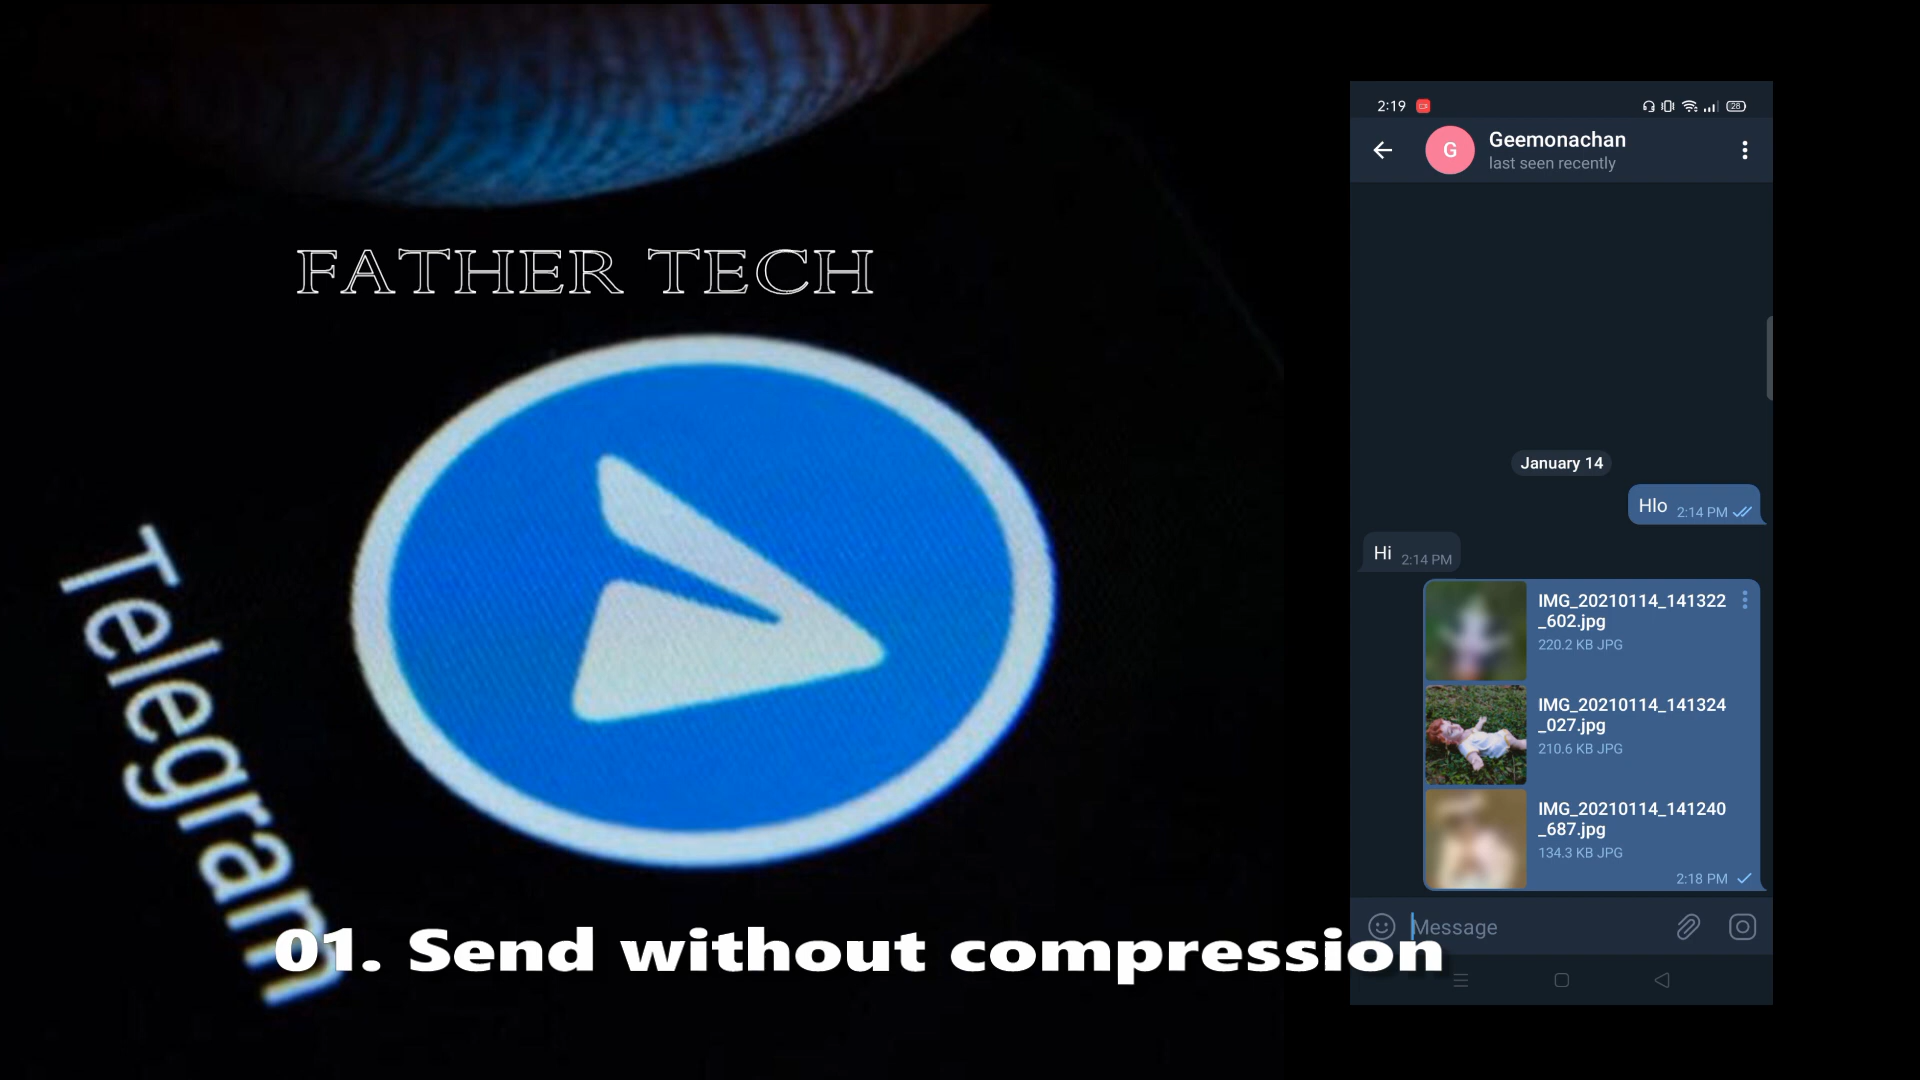 FATHER TECH
Telegram
01. Send without compression
2:19
28
G
Geemonachan
last seen recently
January 14
Hlo 2:14 PM
Hi 2:14 PM
IMG_20210114_141322
_602.jpg
220.2 KB JPG
IMG_20210114_141324
_027.jpg
210.6 KB JPG
IMG_20210114_141240
_687.jpg
134.3 KB JPG
2:18 PM
Message